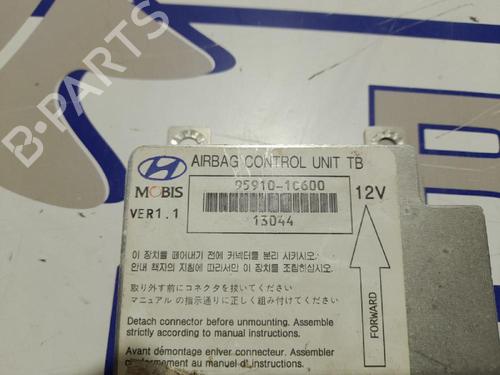 B-PARTS
AIRBAG CONTROL UNIT TB
MOBIS
95910-1C600
12V
VER1.1
13044
이 장치를 떼어내기 전에 카넥터를 분리 시키시오.
안내 책자의 지침에 따라서만 이 장치를 조립하십시오.
取り外す前にコネクタを抜いてください
マニュアルの指示通りに正しく組み付けてください
Detach connector before unmounting. Assemble
strictly according to manual instructions.
FORWARD
Avant démontage enlver connecteur. Assembler
conformement au manuel d'instructions.